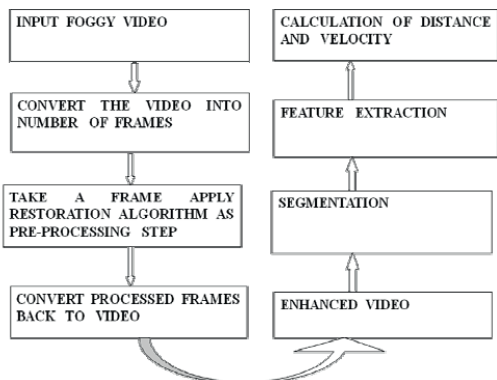 INPUT FOGGY VIDEO
CONVERT THE VIDEO INTO
NUMBER OF FRAMES
TAKE A FRAME APPLY
RESTORATION ALGORITHM AS
PRE-PROCESSING STEP
CONVERT PROCESSED FRAMES
BACK TO VIDEO
ENHANCED VIDEO
SEGMENTATION
FEATURE EXTRACTION
CALCULATION OF DISTANCE
AND VELOCITY